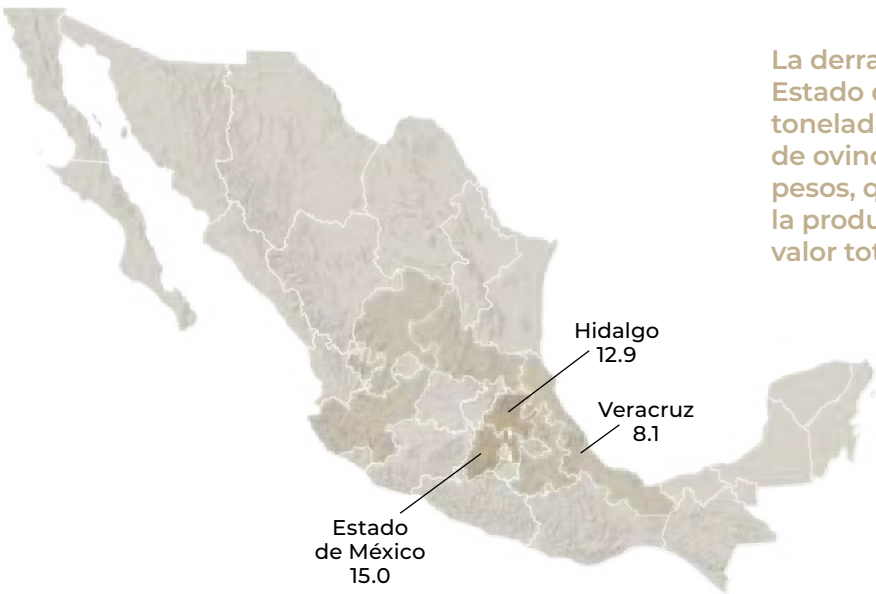 La derra
Estado
tonelad
de ovin
pesos, q
la produ
valor tot
Hidalgo
12.9
Veracruz
8.1
Estado
de México
15.0